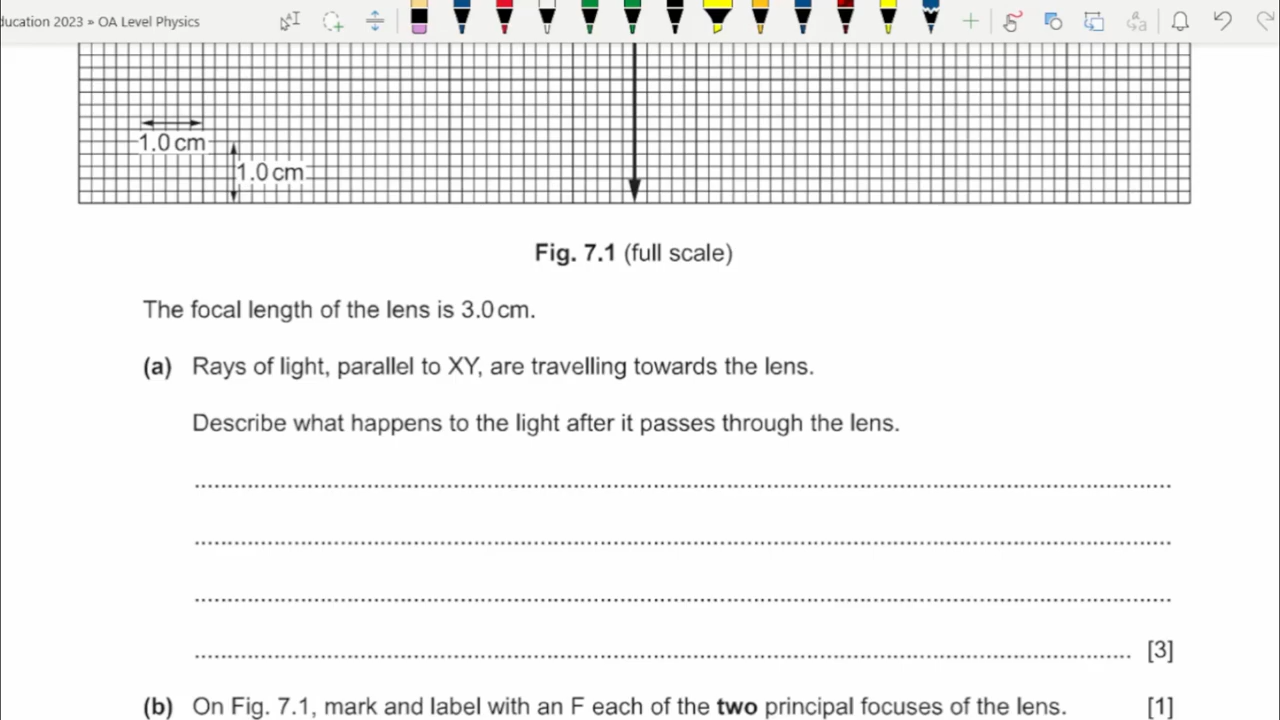 ducation 2023 » OA Level Physics
1.0 cm
1.0 cm
Fig. 7.1 (full scale)
The focal length of the lens is 3.0 cm.
(a) Rays of light, parallel to XY, are travelling towards the lens.
Describe what happens to the light after it passes through the lens.
[3]
(b) On Fig. 7.1, mark and label with an F each of the two principal focuses of the lens. [1]